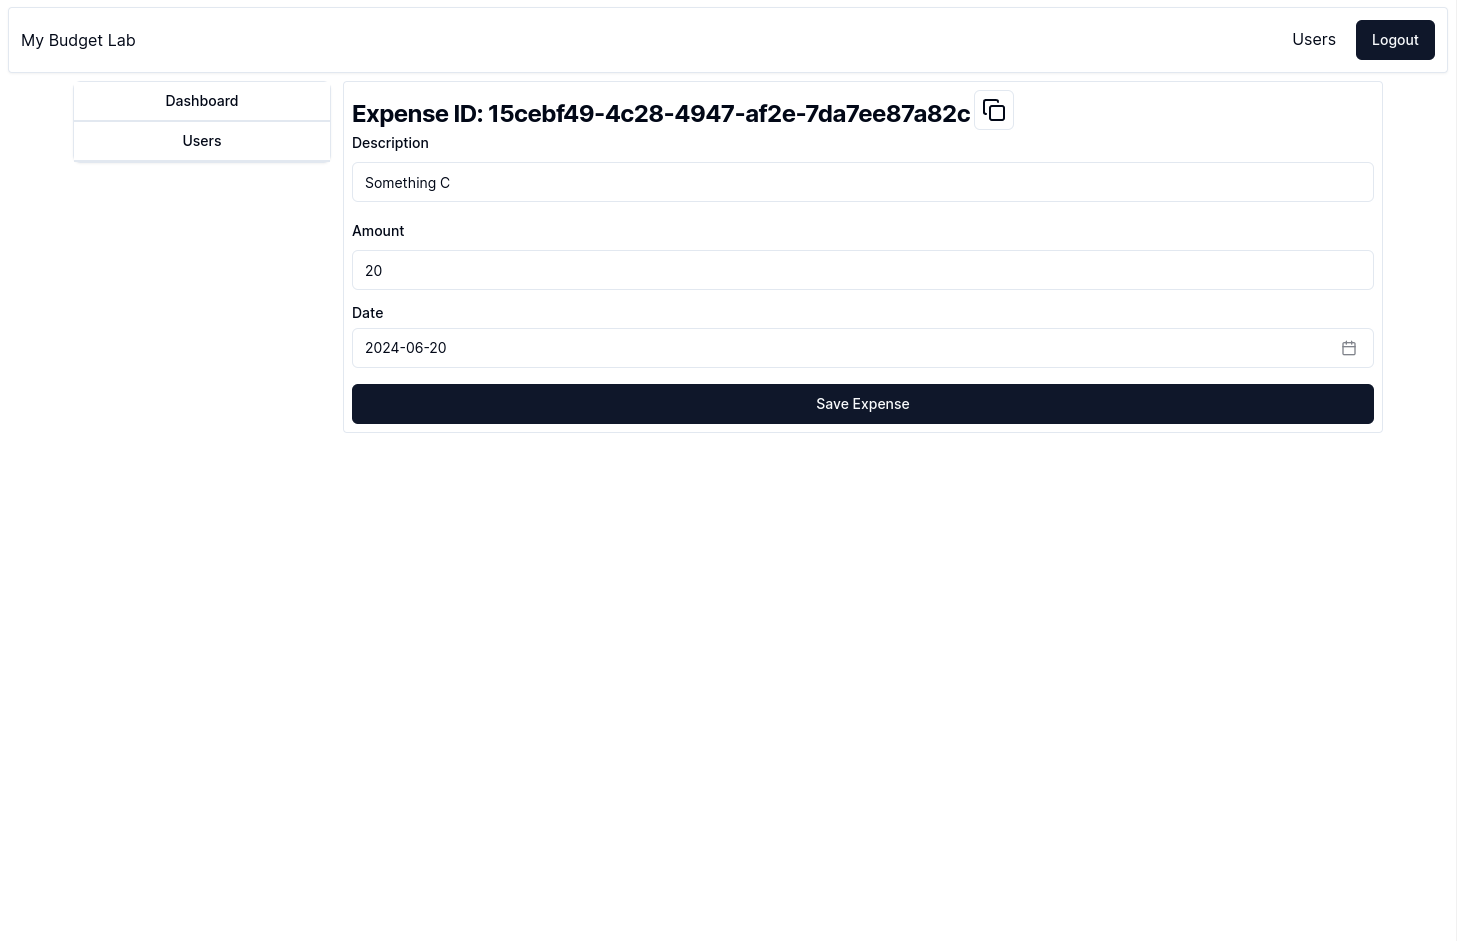 My Budget Lab
Users
Logout
Dashboard
Users
Expense ID: 15cebf49-4c28-4947-af2e-7da7ee87a82c
Description
Something C
Amount
20
Date
2024-06-20
Save Expense